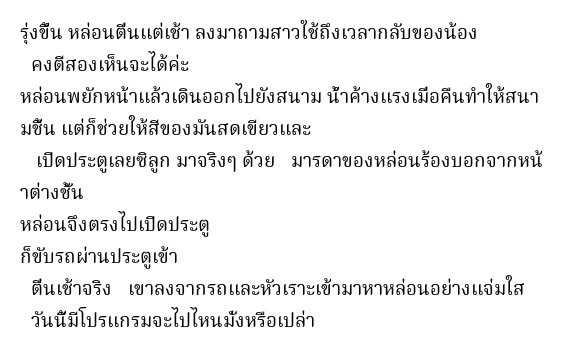 รุ่งขึ้น หล่อนตื่นแต่เช้า ลงมาถามสาวใช้ถึงเวลากลับของน้อง
คงตีสองเห็นจะได้ค่ะ
หล่อนพยักหน้าแล้วเดินออกไปยังสนาม น้ำค้างแรงเมื่อคืนทำให้สนา
มชื้น แต่ก็ช่วยให้สีของมันสดเขียวและ
เปิดประตูเลยซิลูก มาจริงๆ ด้วย มารดาของหล่อนร้องบอกจากหน้
าต่างชั้น
หล่อนจึงตรงไปเปิดประตู
ก็ขับรถผ่านประตูเข้า
ตื่นเช้าจริง เขาลงจากรถและหัวเราะเข้ามาหาหล่อนอย่างแจ่มใส
วันนี้มีโปรแกรมจะไปไหนมั่งหรือเปล่า